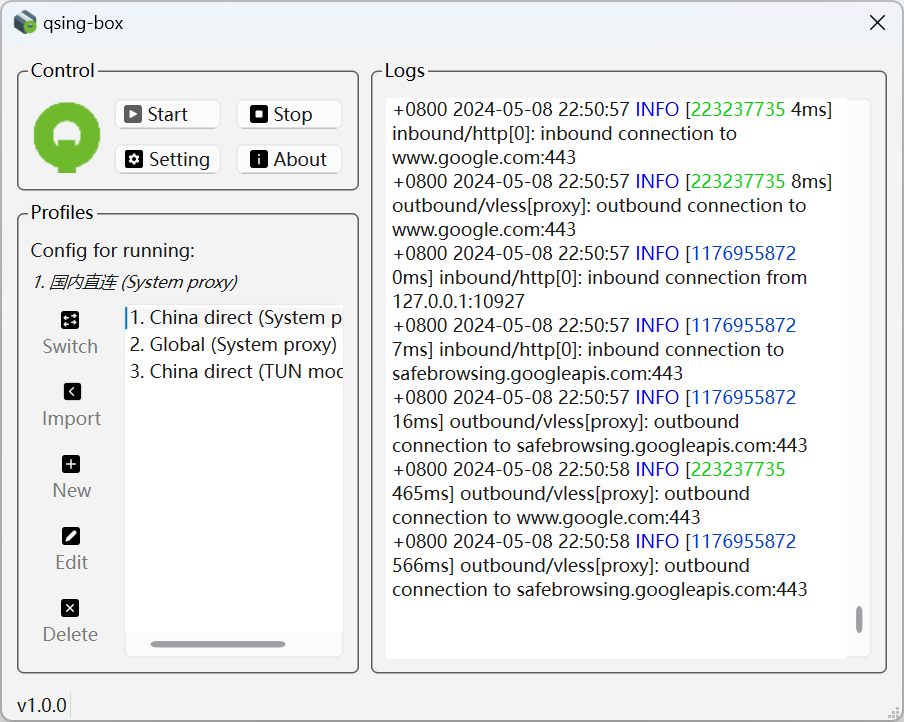 qsing-box
Control
Start
Stop
Setting
About
Profiles
Config for running:
1. 国内直连 (System proxy)
Switch
Import
New
Edit
Delete
1. China direct (System p
2. Global (System proxy)
3. China direct (TUN mod
Logs
+0800 2024-05-08 22:50:57 INFO [223237735 4ms]
inbound/http[0]: inbound connection to
www.google.com:443
+0800 2024-05-08 22:50:57 INFO [223237735 8ms]
outbound/vless[proxy]: outbound connection to
www.google.com:443
+0800 2024-05-08 22:50:57 INFO [1176955872
0ms] inbound/http[0]: inbound connection from
127.0.0.1:10927
+0800 2024-05-08 22:50:57 INFO [1176955872
7ms] inbound/http[0]: inbound connection to
safebrowsing.googleapis.com:443
+0800 2024-05-08 22:50:57 INFO [1176955872
16ms] outbound/vless[proxy]: outbound
connection to safebrowsing.googleapis.com:443
+0800 2024-05-08 22:50:58 INFO [223237735
465ms] outbound/vless[proxy]: outbound
connection to www.google.com:443
+0800 2024-05-08 22:50:58 INFO [1176955872
566ms] outbound/vless[proxy]: outbound
connection to safebrowsing.googleapis.com:443
v1.0.0